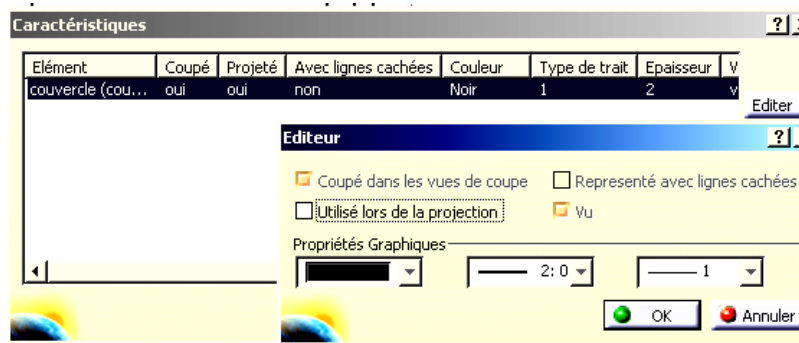 Caractéristiques
Elément Coupé Projeté Avec lignes cachées Couleur Type de trait Epaisseur V
couvercle (cou... oui oui non Noir 1 2 v
Editer
Editeur
Coupé dans les vues de coupe Representé avec lignes cachées
Utilisé lors de la projection Vu
Propriétés Graphiques
2: 0 1
OK Annuler